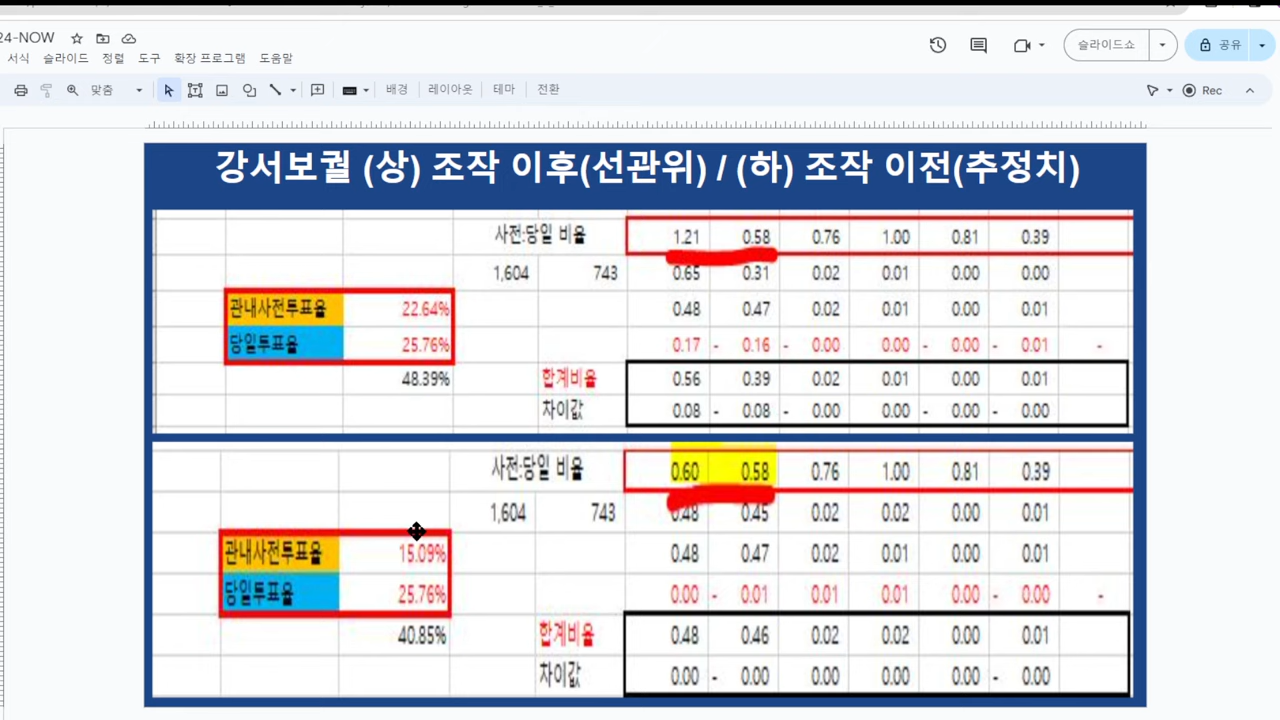 24-NOW
서식 슬라이드 정렬 도구 확장 프로그램 도움말
슬라이드쇼 공유
맞춤 배경 레이아웃 테마 전환 Rec
강서보궐 (상) 조작 이후(선관위) / (하) 조작 이전(추정치)
사전:당일 비율 1.21 0.58 0.76 1.00 0.81 0.39
1,604 743 0.65 0.31 0.02 0.01 0.00 0.00
관내사전투표율 22.64% 0.48 0.47 0.02 0.01 0.00 0.01
당일투표율 25.76% 0.17 - 0.16 - 0.00 0.00 - 0.00 - 0.01 -
48.39% 합계비율 0.56 0.39 0.02 0.01 0.00 0.01
차이값 0.08 - 0.08 - 0.00 0.00 - 0.00 - 0.00
사전:당일 비율 0.60 0.58 0.76 1.00 0.81 0.39
1,604 743 0.48 0.45 0.02 0.02 0.00 0.01
관내사전투표율 15.09% 0.48 0.47 0.02 0.01 0.00 0.01
당일투표율 25.76% 0.00 - 0.01 0.01 0.01 0.00 - 0.00 -
40.85% 합계비율 0.48 0.46 0.02 0.02 0.00 0.01
차이값 0.00 - 0.00 0.00 0.00 0.00 - 0.00